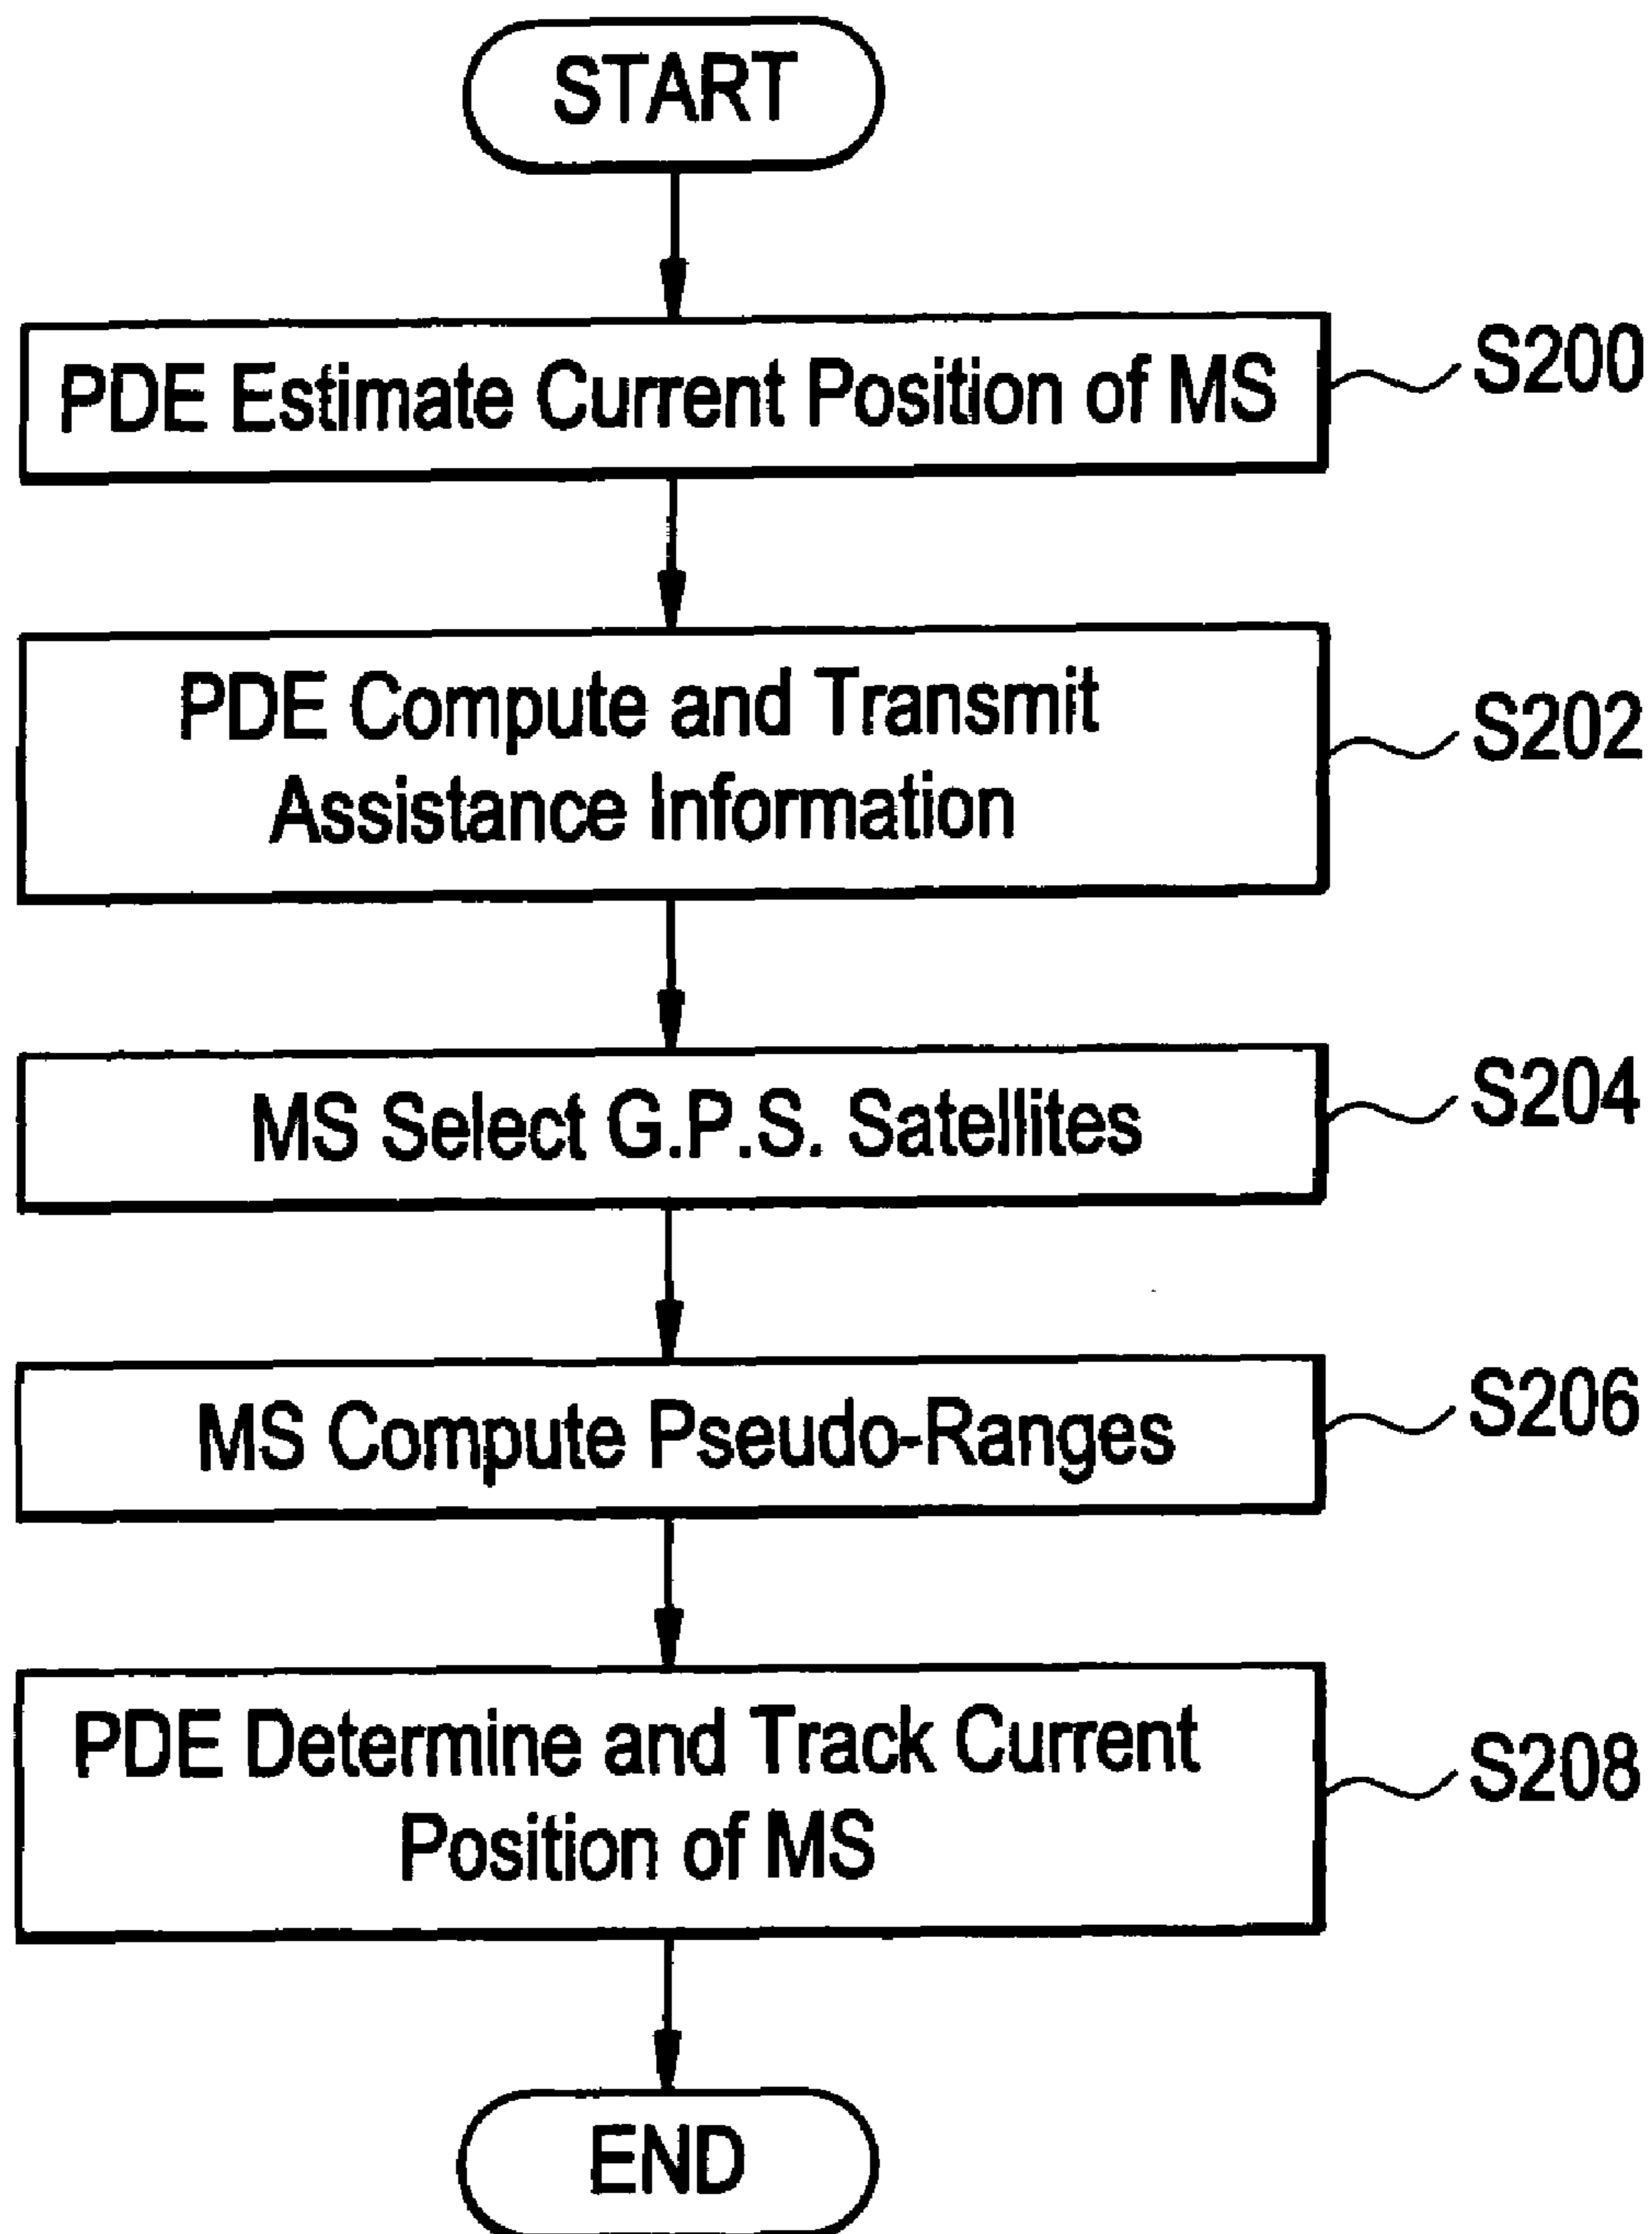 START
PDE Estimate Current Position of MS
S200
PDE Compute and Transmit
Assistance Information
S202
MS Select G.P.S. Satellites
S204
MS Compute Pseudo-Ranges
S206
PDE Determine and Track Current
Position of MS
S208
END